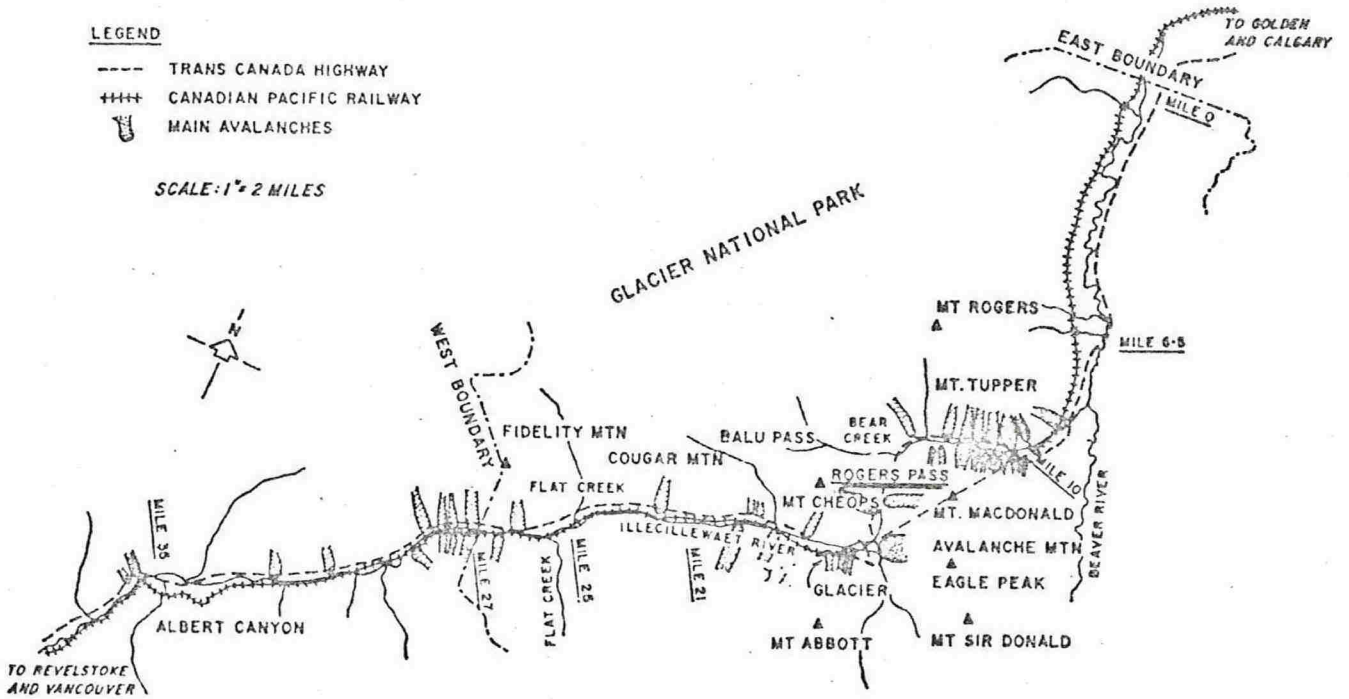 LEGEND
TRANS CANADA HIGHWAY
CANADIAN PACIFIC RAILWAY
MAIN AVALANCHES
SCALE: 1"= 2 MILES
TO GOLDEN
AND CALGARY
EAST BOUNDARY
MILE 0
GLACIER NATIONAL PARK
N
MT ROGERS
MILE 6·5
WEST BOUNDARY
MT. TUPPER
FIDELITY MTN
BALU PASS
BEAR
CREEK
COUGAR MTN
ROGERS PASS
MILE 10
FLAT CREEK
MT CHEOPS
MT. MACDONALD
BEAVER RIVER
MILE 35
ILLECILLEWAET RIVER
AVALANCHE MTN
EAGLE PEAK
MILE 27
FLAT CREEK
MILE 25
MILE 21
GLACIER
ALBERT CANYON
MT ABBOTT
MT SIR DONALD
TO REVELSTOKE
AND VANCOUVER